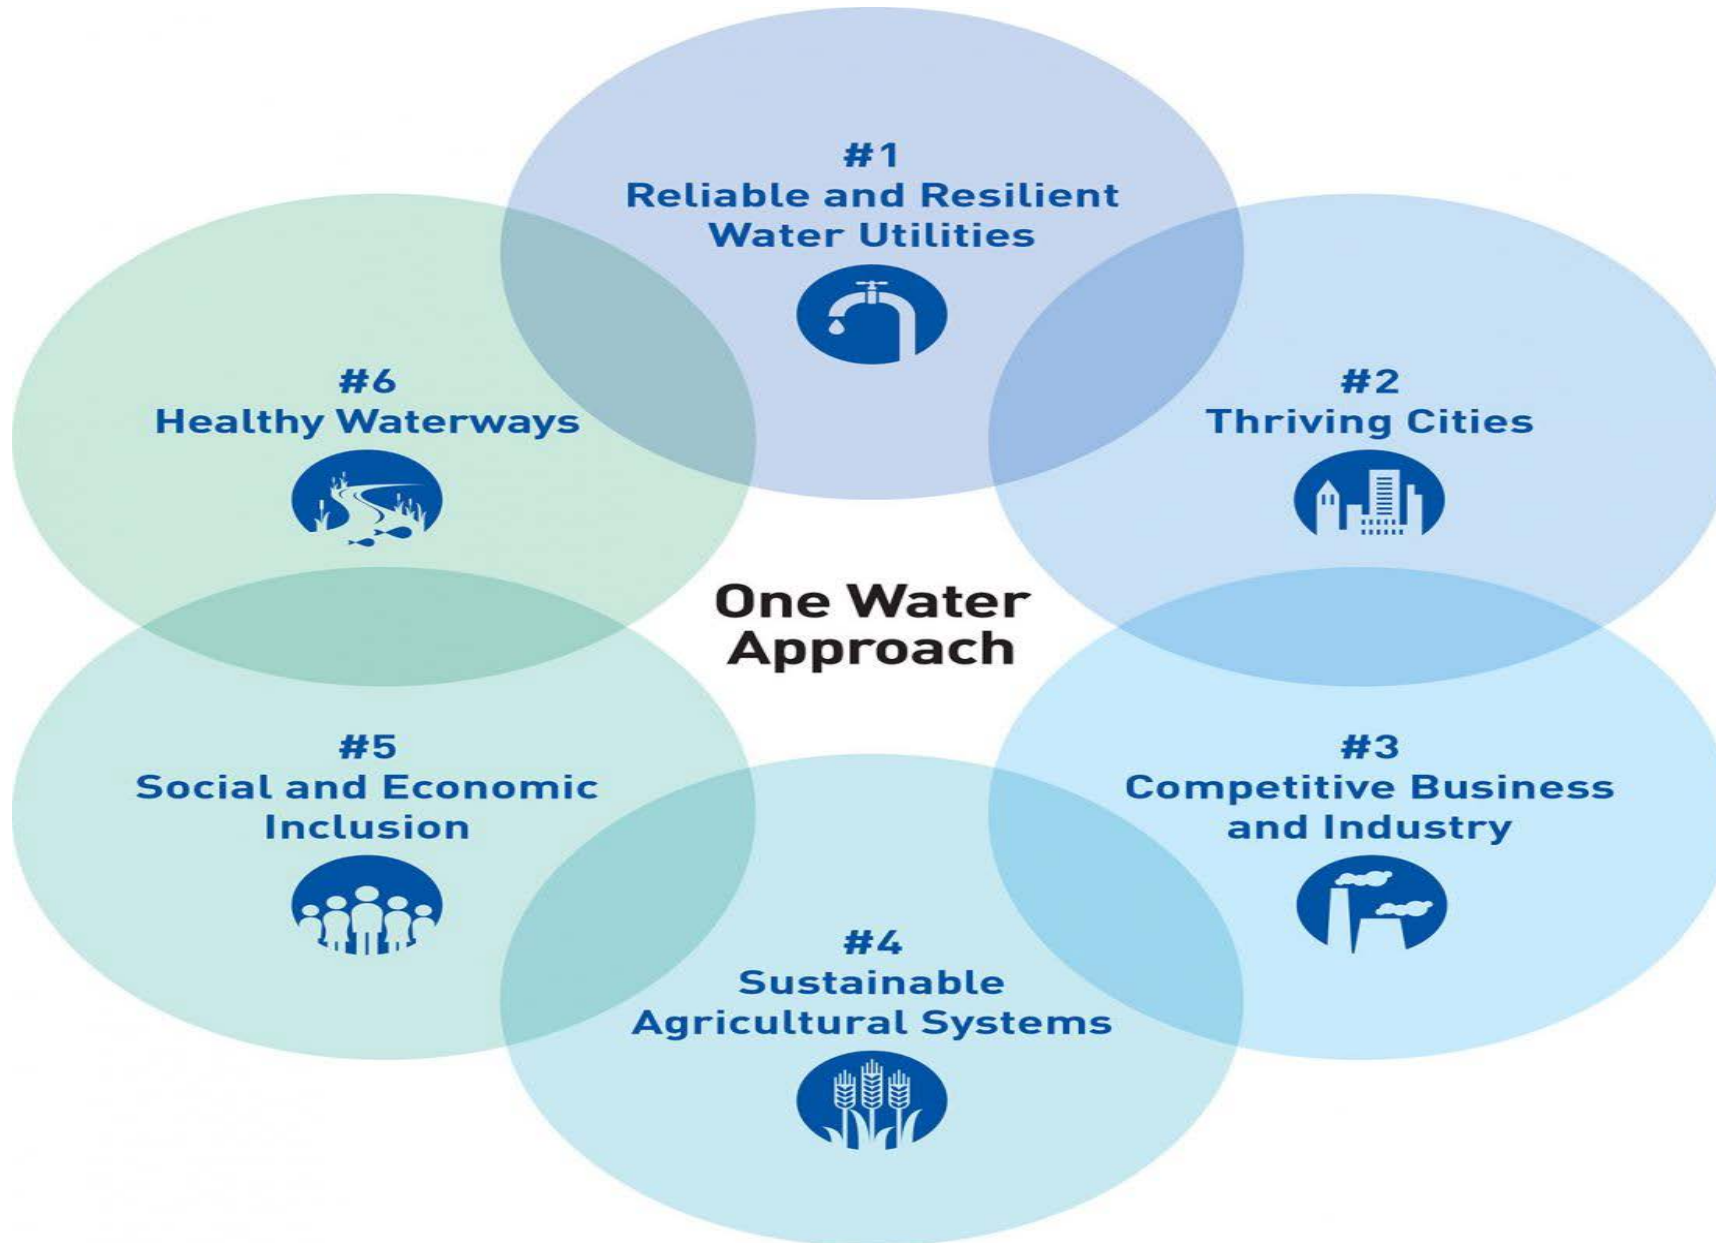 #1
Reliable and Resilient
Water Utilities
#2
Thriving Cities
#3
Competitive Business
and Industry
#4
Sustainable
Agricultural Systems
#5
Social and Economic
Inclusion
#6
Healthy Waterways
One Water
Approach